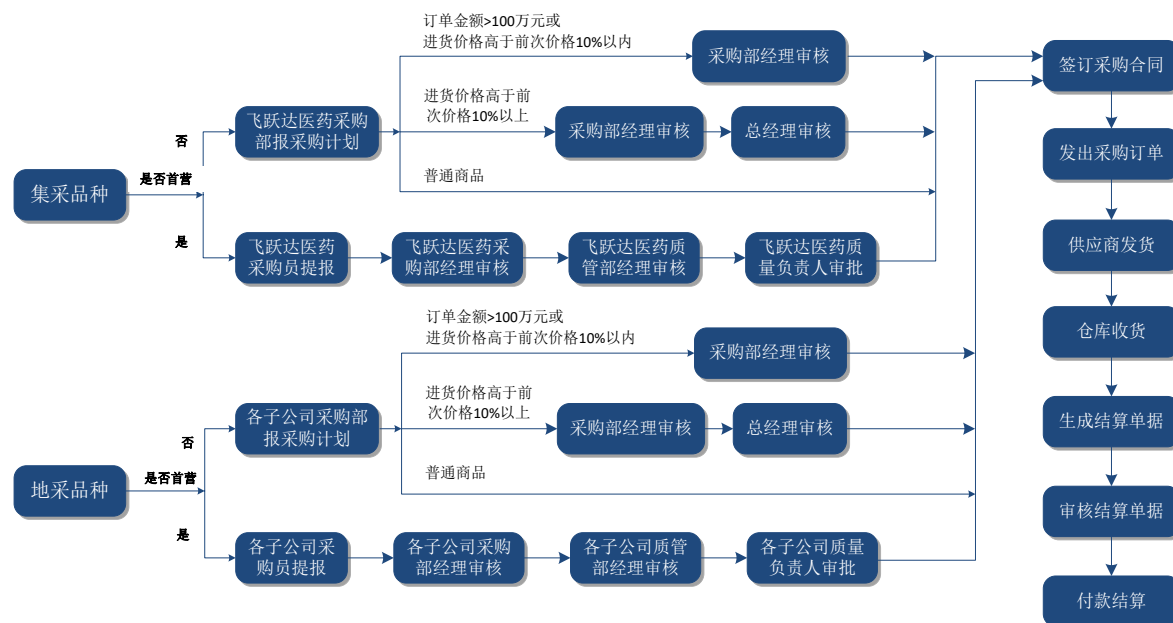 订单金额>100万元或
进货价格高于前次价格10%以内
采购部经理审核
签订采购合同
进货价格高于前
次价格10%以上
飞跃达医药采购
部报采购计划
采购部经理审核
总经理审核
否
发出采购订单
普通商品
集采品种
是否首营
是
飞跃达医药
采购员提报
飞跃达医药采
购部经理审核
飞跃达医药质
管部经理审核
飞跃达医药质
量负责人审批
供应商发货
订单金额>100万元或
进货价格高于前次价格10%以内
采购部经理审核
仓库收货
进货价格高于前
次价格10%以上
各子公司采购部
报采购计划
采购部经理审核
总经理审核
生成结算单据
否
普通商品
地采品种
是否首营
审核结算单据
是
各子公司采
购员提报
各子公司采购
部经理审核
各子公司质管
部经理审核
各子公司质量
负责人审批
付款结算